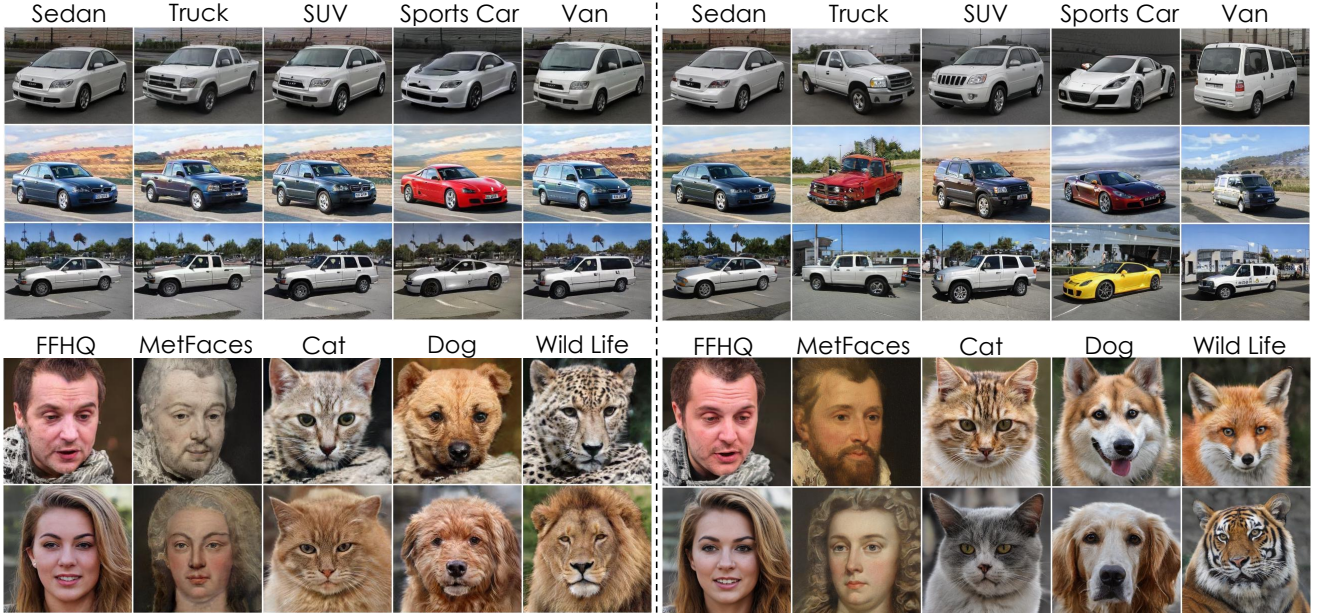 Sedan Truck SUV Sports Car Van Sedan Truck SUV Sports Car Van
FFHQ MetFaces Cat Dog Wild Life FFHQ MetFaces Cat Dog Wild Life